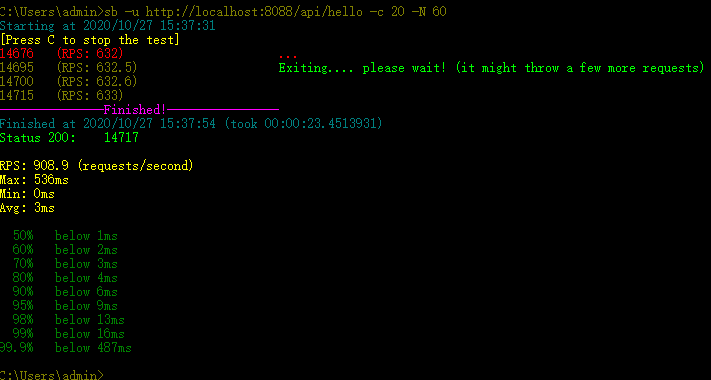 C:\Users\admin>sb -u http://localhost:8088/api/hello -c 20 -N 60
Starting at 2020/10/27 15:37:31
[Press C to stop the test]
14676 (RPS: 632) ...
14695 (RPS: 632.5) Exiting.... please wait! (it might throw a few more requests)
14700 (RPS: 632.6)
14715 (RPS: 633)
---------------Finished!----------------
Finished at 2020/10/27 15:37:54 (took 00:00:23.4513931)
Status 200: 14717
RPS: 908.9 (requests/second)
Max: 536ms
Min: 0ms
Avg: 3ms
50% below 1ms
60% below 2ms
70% below 3ms
80% below 4ms
90% below 6ms
95% below 9ms
98% below 13ms
99% below 16ms
99.9% below 487ms
C:\Users\admin>